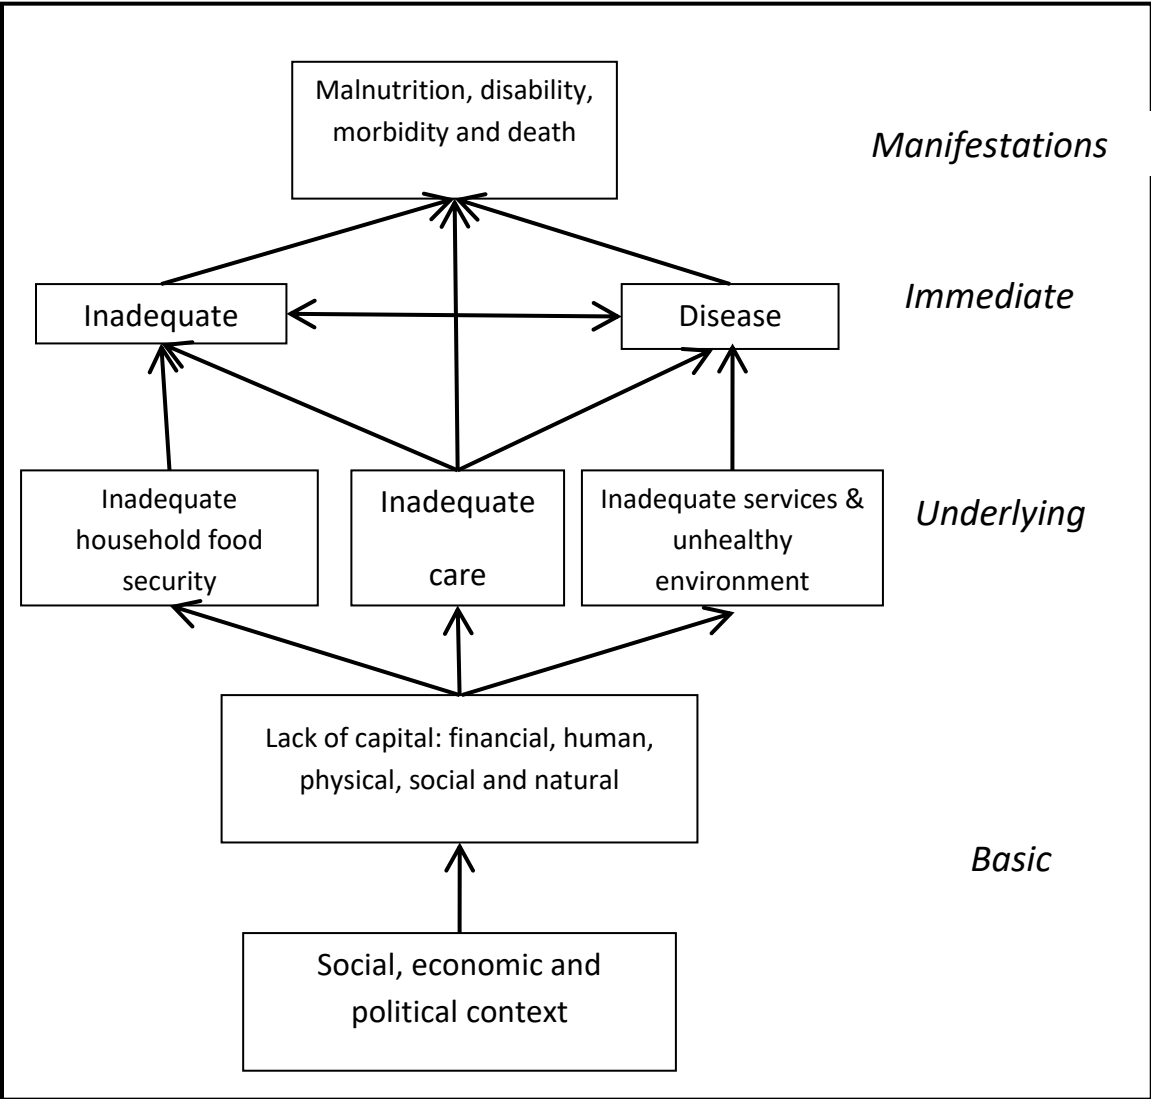 Malnutrition, disability,
morbidity and death
Manifestations
Inadequate
Disease
Immediate
Inadequate
household food
security
Inadequate
care
Inadequate services &
unhealthy
environment
Underlying
Lack of capital: financial, human,
physical, social and natural
Basic
Social, economic and
political context